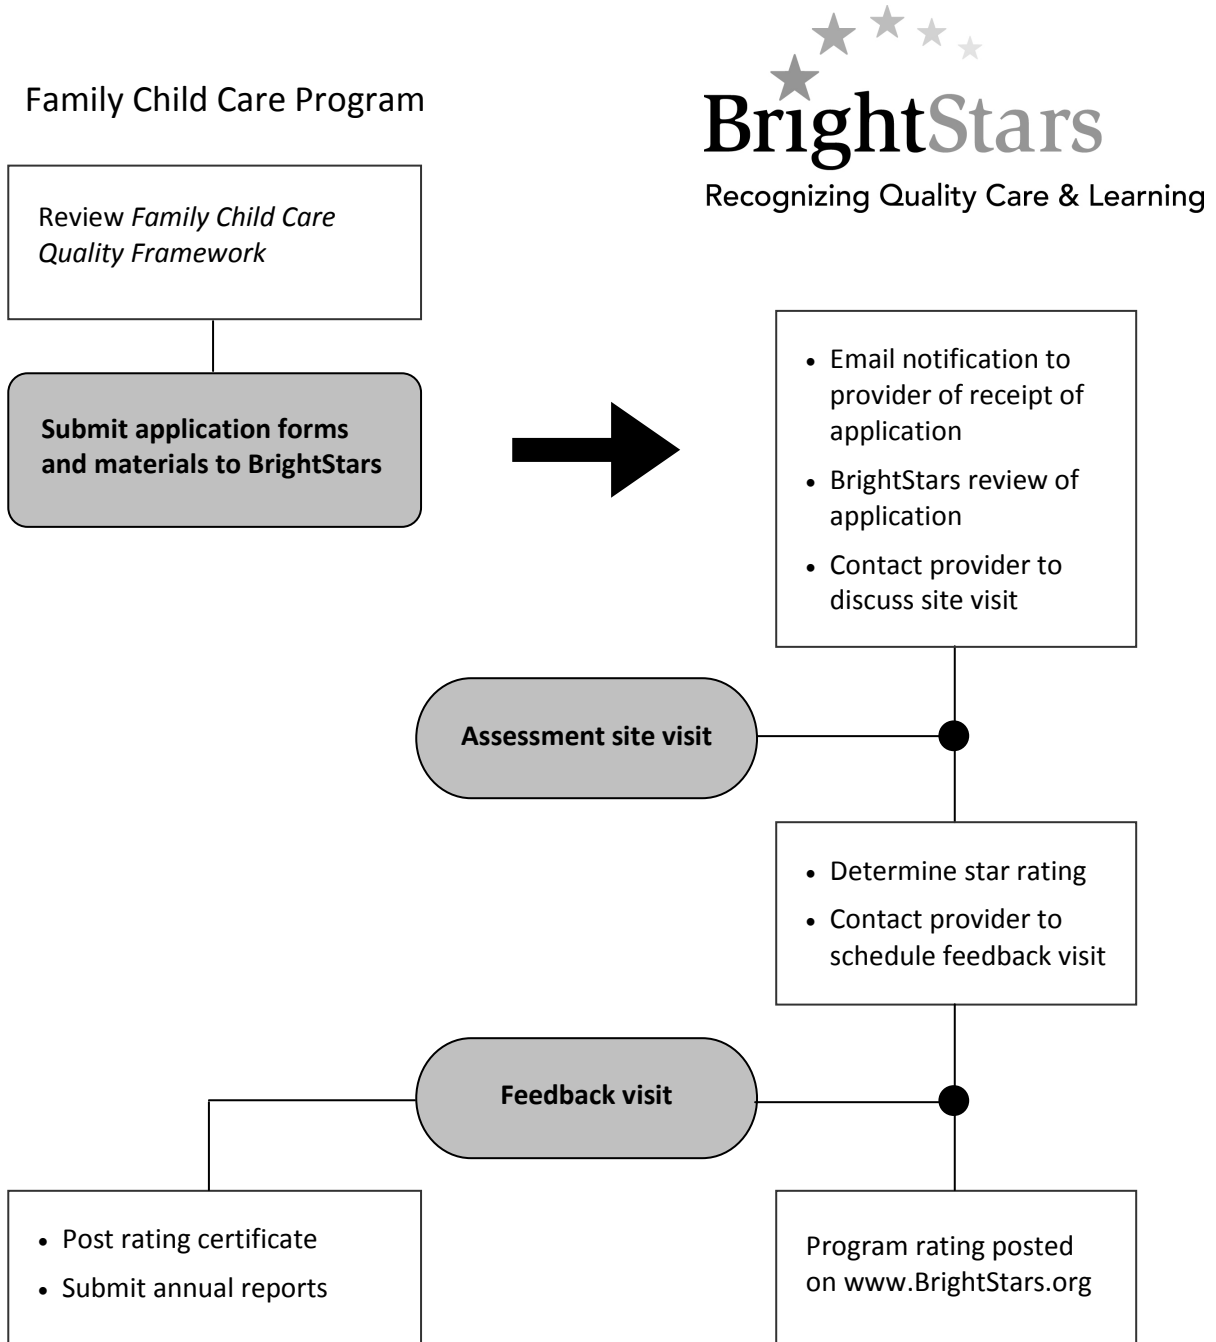 Family Child Care Program
BrightStars
Recognizing Quality Care & Learning
Review Family Child Care
Quality Framework
Submit application forms
and materials to BrightStars
• Email notification to
provider of receipt of
application
• BrightStars review of
application
• Contact provider to
discuss site visit
Assessment site visit
• Determine star rating
• Contact provider to
schedule feedback visit
Feedback visit
• Post rating certificate
• Submit annual reports
Program rating posted
on www.BrightStars.org